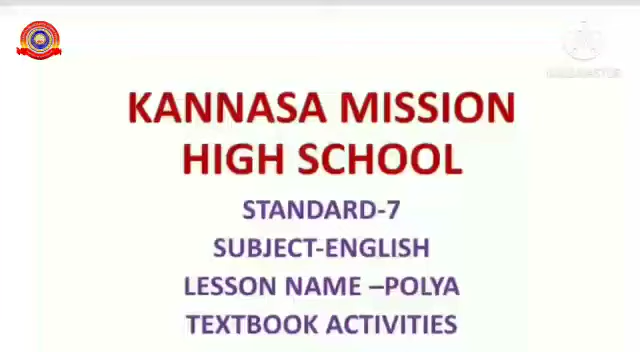 KANNASA MISSION
HIGH SCHOOL
STANDARD-7
SUBJECT-ENGLISH
LESSON NAME –POLYA
TEXTBOOK ACTIVITIES